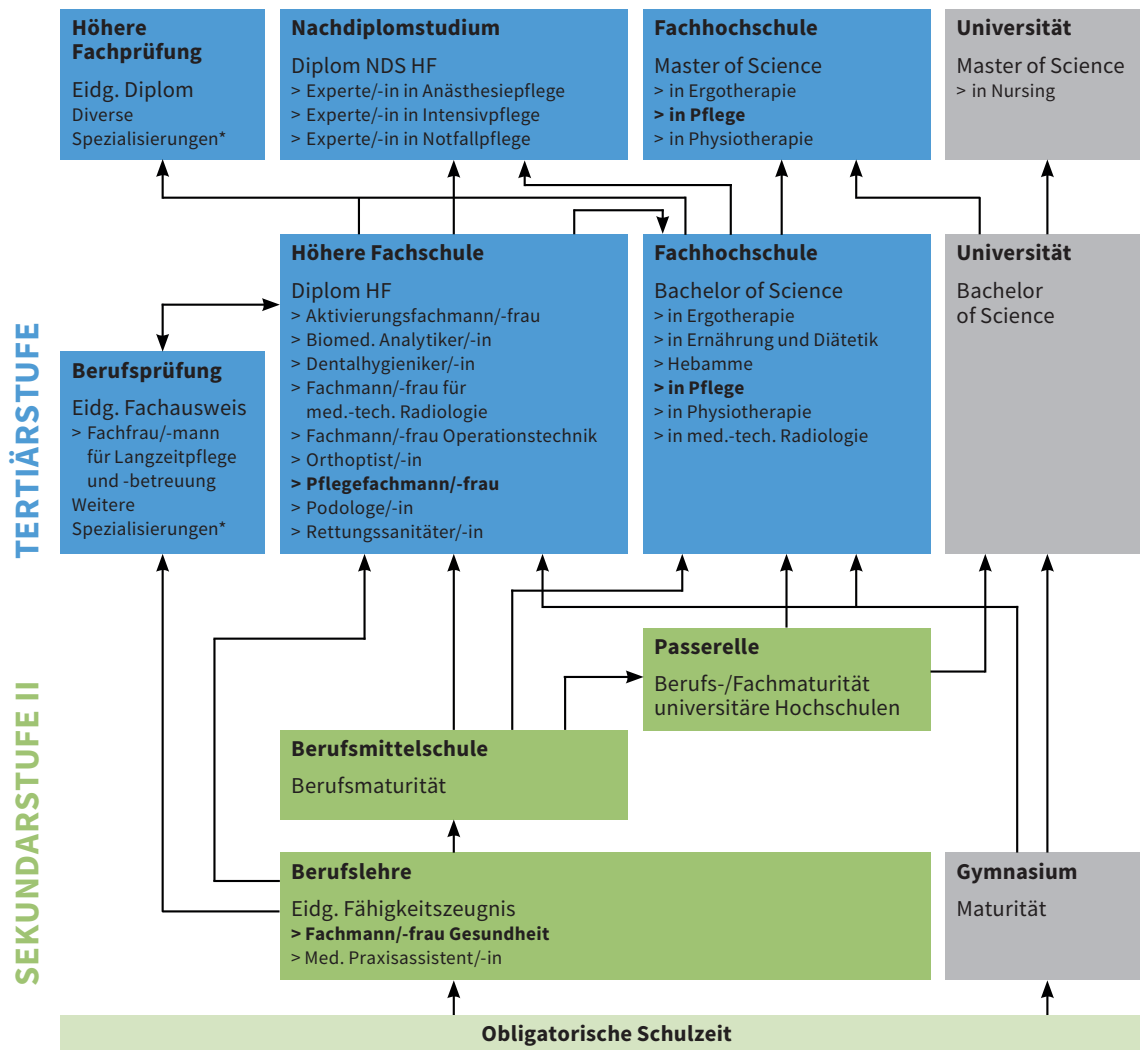 Höhere
Fachprüfung
Eidg. Diplom
Diverse
Spezialisierungen*
Nachdiplomstudium
Diplom NDS HF
> Experte/-in in Anästhesiepflege
> Experte/-in in Intensivpflege
> Experte/-in in Notfallpflege
Fachhochschule
Master of Science
> in Ergotherapie
> in Pflege
> in Physiotherapie
Universität
Master of Science
> in Nursing
TERTIÄRSTUFE
Berufsprüfung
Eidg. Fachausweis
> Fachfrau/-mann
für Langzeitpflege
und -betreuung
Weitere
Spezialisierungen*
Höhere Fachschule
Diplom HF
> Aktivierungsfachmann/-frau
> Biomed. Analytiker/-in
> Dentalhygieniker/-in
> Fachmann/-frau für
med.-tech. Radiologie
> Fachmann/-frau Operationstechnik
> Orthoptist/-in
> Pflegefachmann/-frau
> Podologe/-in
> Rettungssanitäter/-in
Fachhochschule
Bachelor of Science
> in Ergotherapie
> in Ernährung und Diätetik
> Hebamme
> in Pflege
> in Physiotherapie
> in med.-tech. Radiologie
Universität
Bachelor
of Science
SEKUNDARSTUFE II
Passerelle
Berufs-/Fachmaturität
universitäre Hochschulen
Berufsmittelschule
Berufsmaturität
Berufslehre
Eidg. Fähigkeitszeugnis
> Fachmann/-frau Gesundheit
> Med. Praxisassistent/-in
Gymnasium
Maturität
Obligatorische Schulzeit